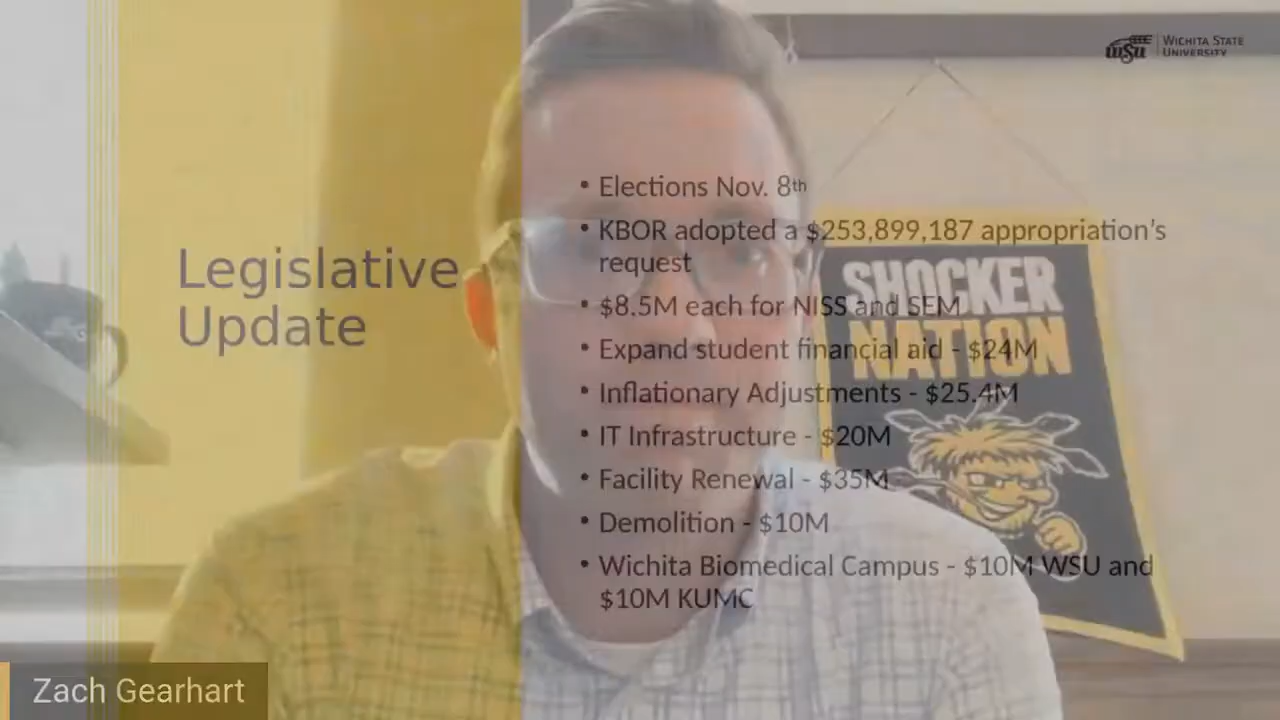 WSU
WICHITA STATE
UNIVERSITY
Legislative
Update
• Elections Nov. 8th
• KBOR adopted a $253,899,187 appropriation’s
request
• $8.5M each for NISS and SEM
• Expand student financial aid - $24M
• Inflationary Adjustments - $25.4M
• IT Infrastructure - $20M
• Facility Renewal - $35M
• Demolition - $10M
• Wichita Biomedical Campus - $10M WSU and
$10M KUMC
SHOCKER
NATION
Zach Gearhart